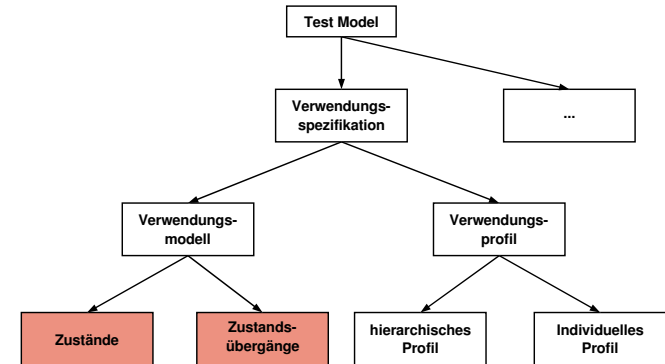 Test Model
Verwendungs-
spezifikation
...
Verwendungs-
modell
Verwendungs-
profil
Zustände
Zustands-
übergänge
hierarchisches
Profil
Individuelles
Profil